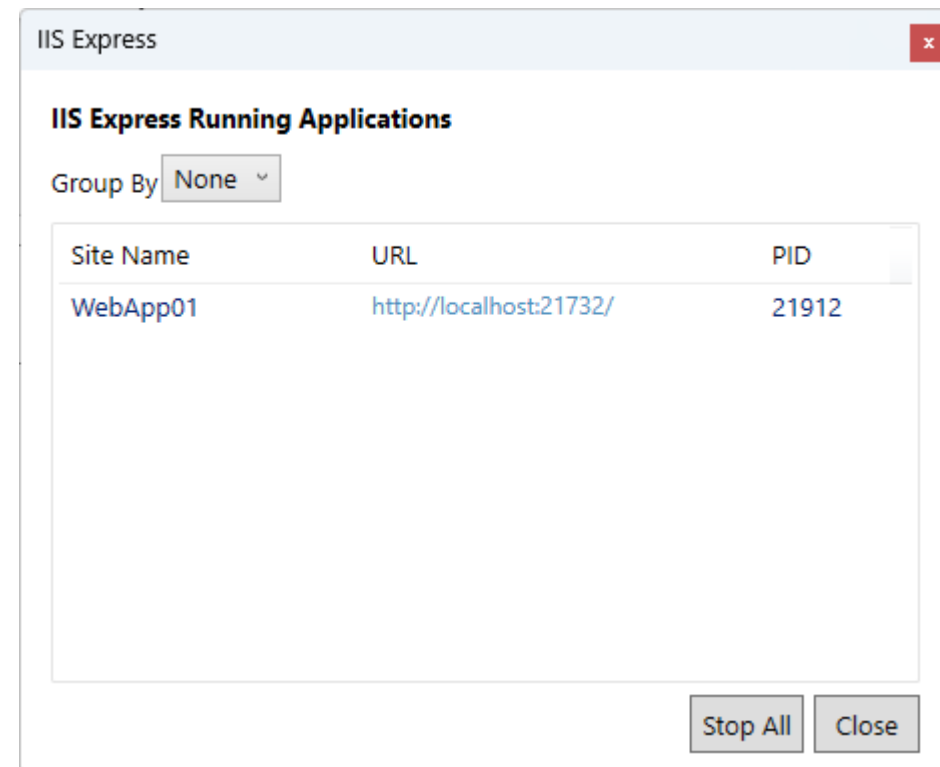 IIS Express
x
IIS Express Running Applications
Group By None
Site Name URL PID
WebApp01 http://localhost:21732/ 21912
Stop All Close